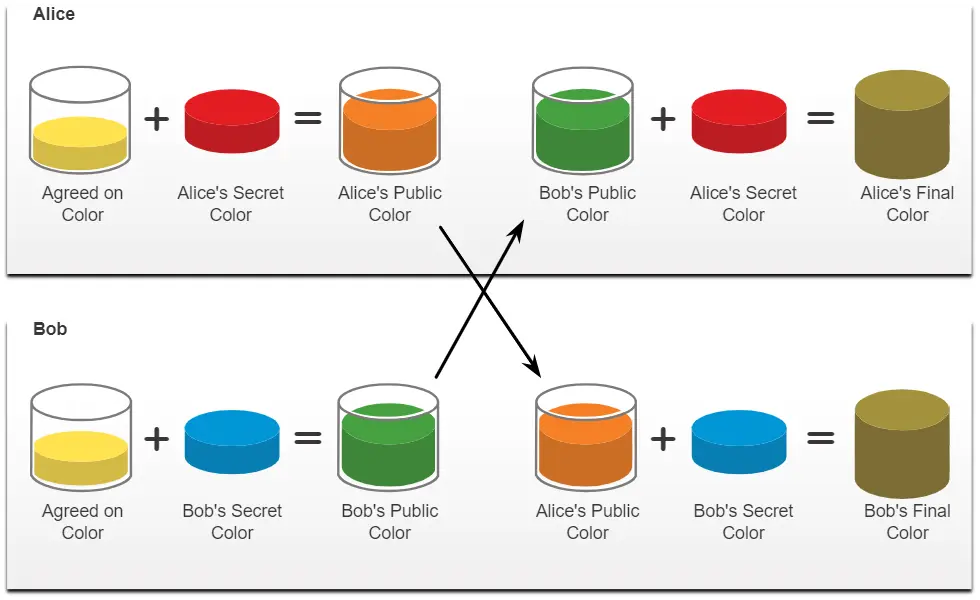 Alice
+
=
+
=
Agreed on
Color
Alice's Secret
Color
Alice's Public
Color
Bob's Public
Color
Alice's Secret
Color
Alice's Final
Color
Bob
+
=
+
=
Agreed on
Color
Bob's Secret
Color
Bob's Public
Color
Alice's Public
Color
Bob's Secret
Color
Bob's Final
Color